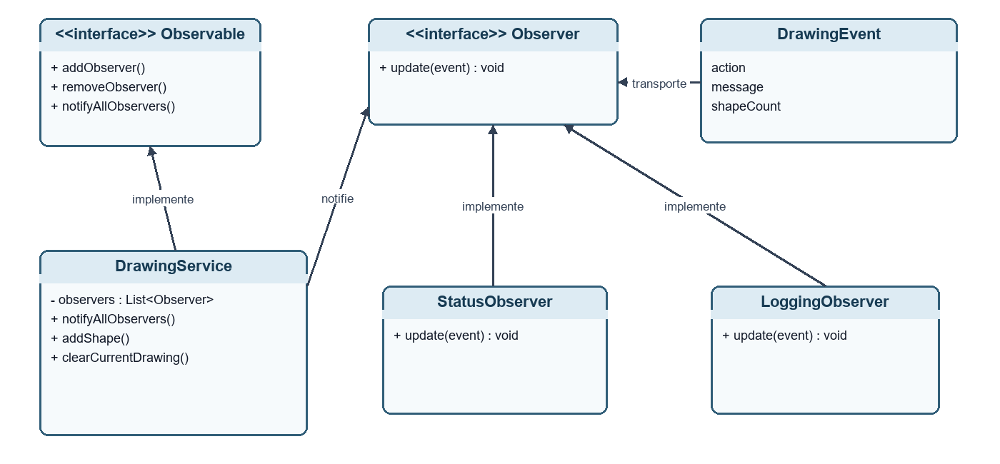 <<interface>> Observable
+ addObserver()
+ removeObserver()
+ notifyAllObservers()
<<interface>> Observer
+ update(event) : void
DrawingEvent
action
message
shapeCount
transporte
implemente
notifie
implemente
implemente
DrawingService
- observers : List<Observer>
+ notifyAllObservers()
+ addShape()
+ clearCurrentDrawing()
StatusObserver
+ update(event) : void
LoggingObserver
+ update(event) : void